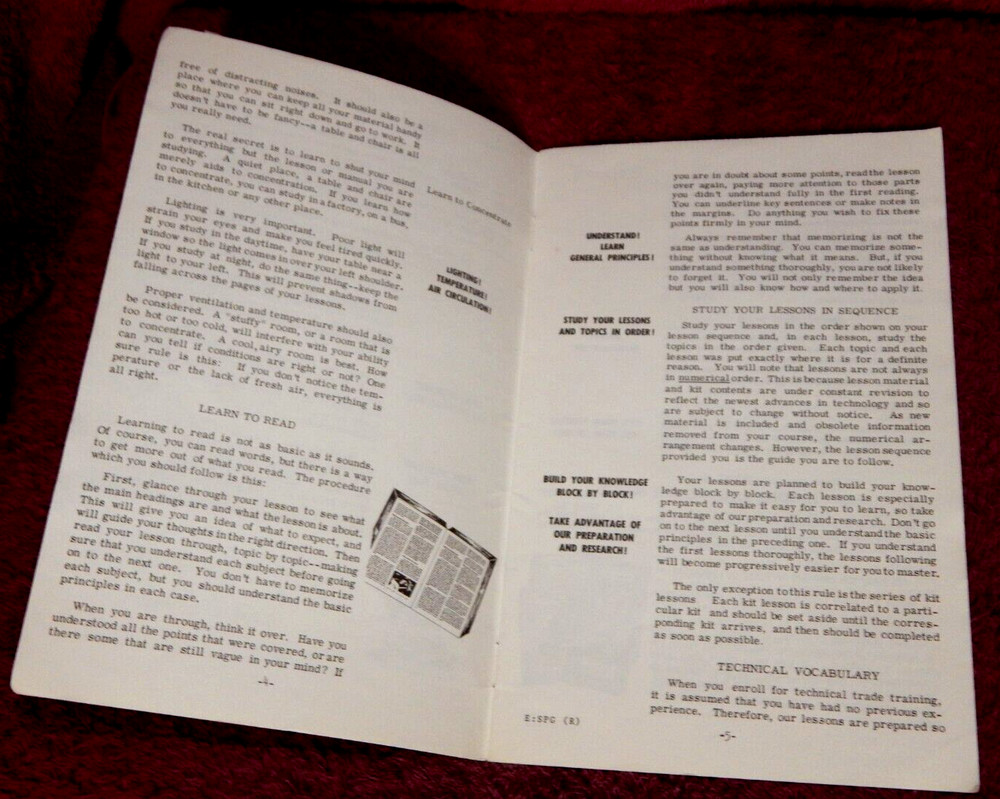 free of distracting noises. It should also be a
place where you can keep all your material handy
so that you can sit right down and go to work. It
doesn't have to be fancy--a table and chair is all
you really need.
The real secret is to learn to shut your mind
to everything but the lesson or manual you are
studying. A quiet place, a table and chair are
merely aids to concentration. If you learn how
to concentrate, you can study in a factory, on a bus,
in the kitchen or any other place.
Learn to Concentrate
Lighting is very important. Poor light will
strain your eyes and make you feel tired quickly.
If you study in the daytime, have your table near a
window so the light comes in over your left shoulder.
If you study at night, do the same thing--keep the
light to your left. This will prevent shadows from
falling across the pages of your lessons.
LIGHTING!
TEMPERATURE!
AIR CIRCULATION!
Proper ventilation and temperature should also
be considered. A "stuffy" room, or a room that is
too hot or too cold, will interfere with your ability
to concentrate. A cool, airy room is best. How
can you tell if conditions are right or not? One
sure rule is this: If you don't notice the tem-
perature or the lack of fresh air, everything is
all right.
LEARN TO READ
Learning to read is not as basic as it sounds.
Of course, you can read words, but there is a way
to get more out of what you read. The procedure
which you should follow is this:
First, glance through your lesson to see what
the main headings are and what the lesson is about.
This will give you an idea of what to expect, and
will guide your thoughts in the right direction. Then
read your lesson through, topic by topic--making
sure that you understand each subject before going
on to the next one. You don't have to memorize
each subject, but you should understand the basic
principles in each case.
When you are through, think it over. Have you
understood all the points that were covered, or are
there some that are still vague in your mind? If
-4-
you are in doubt about some points, read the lesson
over again, paying more attention to those parts
you didn't understand fully in the first reading.
You can underline key sentences or make notes in
the margins. Do anything you wish to fix these
points firmly in your mind.
UNDERSTAND!
LEARN
GENERAL PRINCIPLES!
Always remember that memorizing is not the
same as understanding. You can memorize some-
thing without knowing what it means. But, if you
understand something thoroughly, you are not likely
to forget it. You will not only remember the idea
but you will also know how and where to apply it.
STUDY YOUR LESSONS IN SEQUENCE
STUDY YOUR LESSONS
AND TOPICS IN ORDER!
Study your lessons in the order shown on your
lesson sequence and, in each lesson, study the
topics in the order given. Each topic and each
lesson was put exactly where it is for a definite
reason. You will note that lessons are not always
in numerical order. This is because lesson material
and kit contents are under constant revision to
reflect the newest advances in technology and so
are subject to change without notice. As new
material is included and obsolete information
removed from your course, the numerical ar-
rangement changes. However, the lesson sequence
provided you is the guide you are to follow.
BUILD YOUR KNOWLEDGE
BLOCK BY BLOCK!
TAKE ADVANTAGE OF
OUR PREPARATION
AND RESEARCH!
Your lessons are planned to build your know-
ledge block by block. Each lesson is especially
prepared to make it easy for you to learn, so take
advantage of our preparation and research. Don't go
on to the next lesson until you understand the basic
principles in the preceding one. If you understand
the first lessons thoroughly, the lessons following
will become progressively easier for you to master.
The only exception to this rule is the series of kit
lessons Each kit lesson is correlated to a parti-
cular kit and should be set aside until the corres-
ponding kit arrives, and then should be completed
as soon as possible.
TECHNICAL VOCABULARY
When you enroll for technical trade training,
it is assumed that you have had no previous ex-
perience. Therefore, our lessons are prepared so
E:SPG (R)
-5-